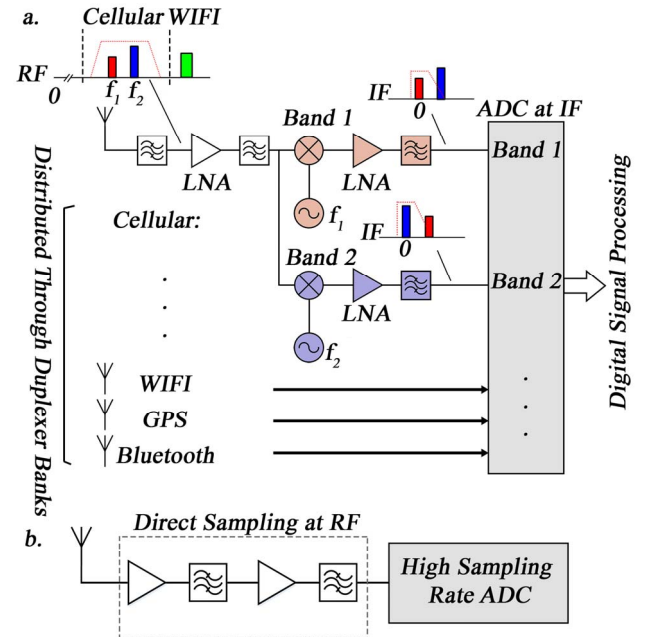 a.
Cellular WIFI
RF
0
f1 f2
IF
0
ADC at IF
Band 1
LNA
LNA
Band 1
f1
Distributed Through Duplexer Banks
Cellular:
IF
0
Band 2
LNA
Band 2
f2
Digital Signal Processing
WIFI
GPS
Bluetooth
b.
Direct Sampling at RF
High Sampling
Rate ADC